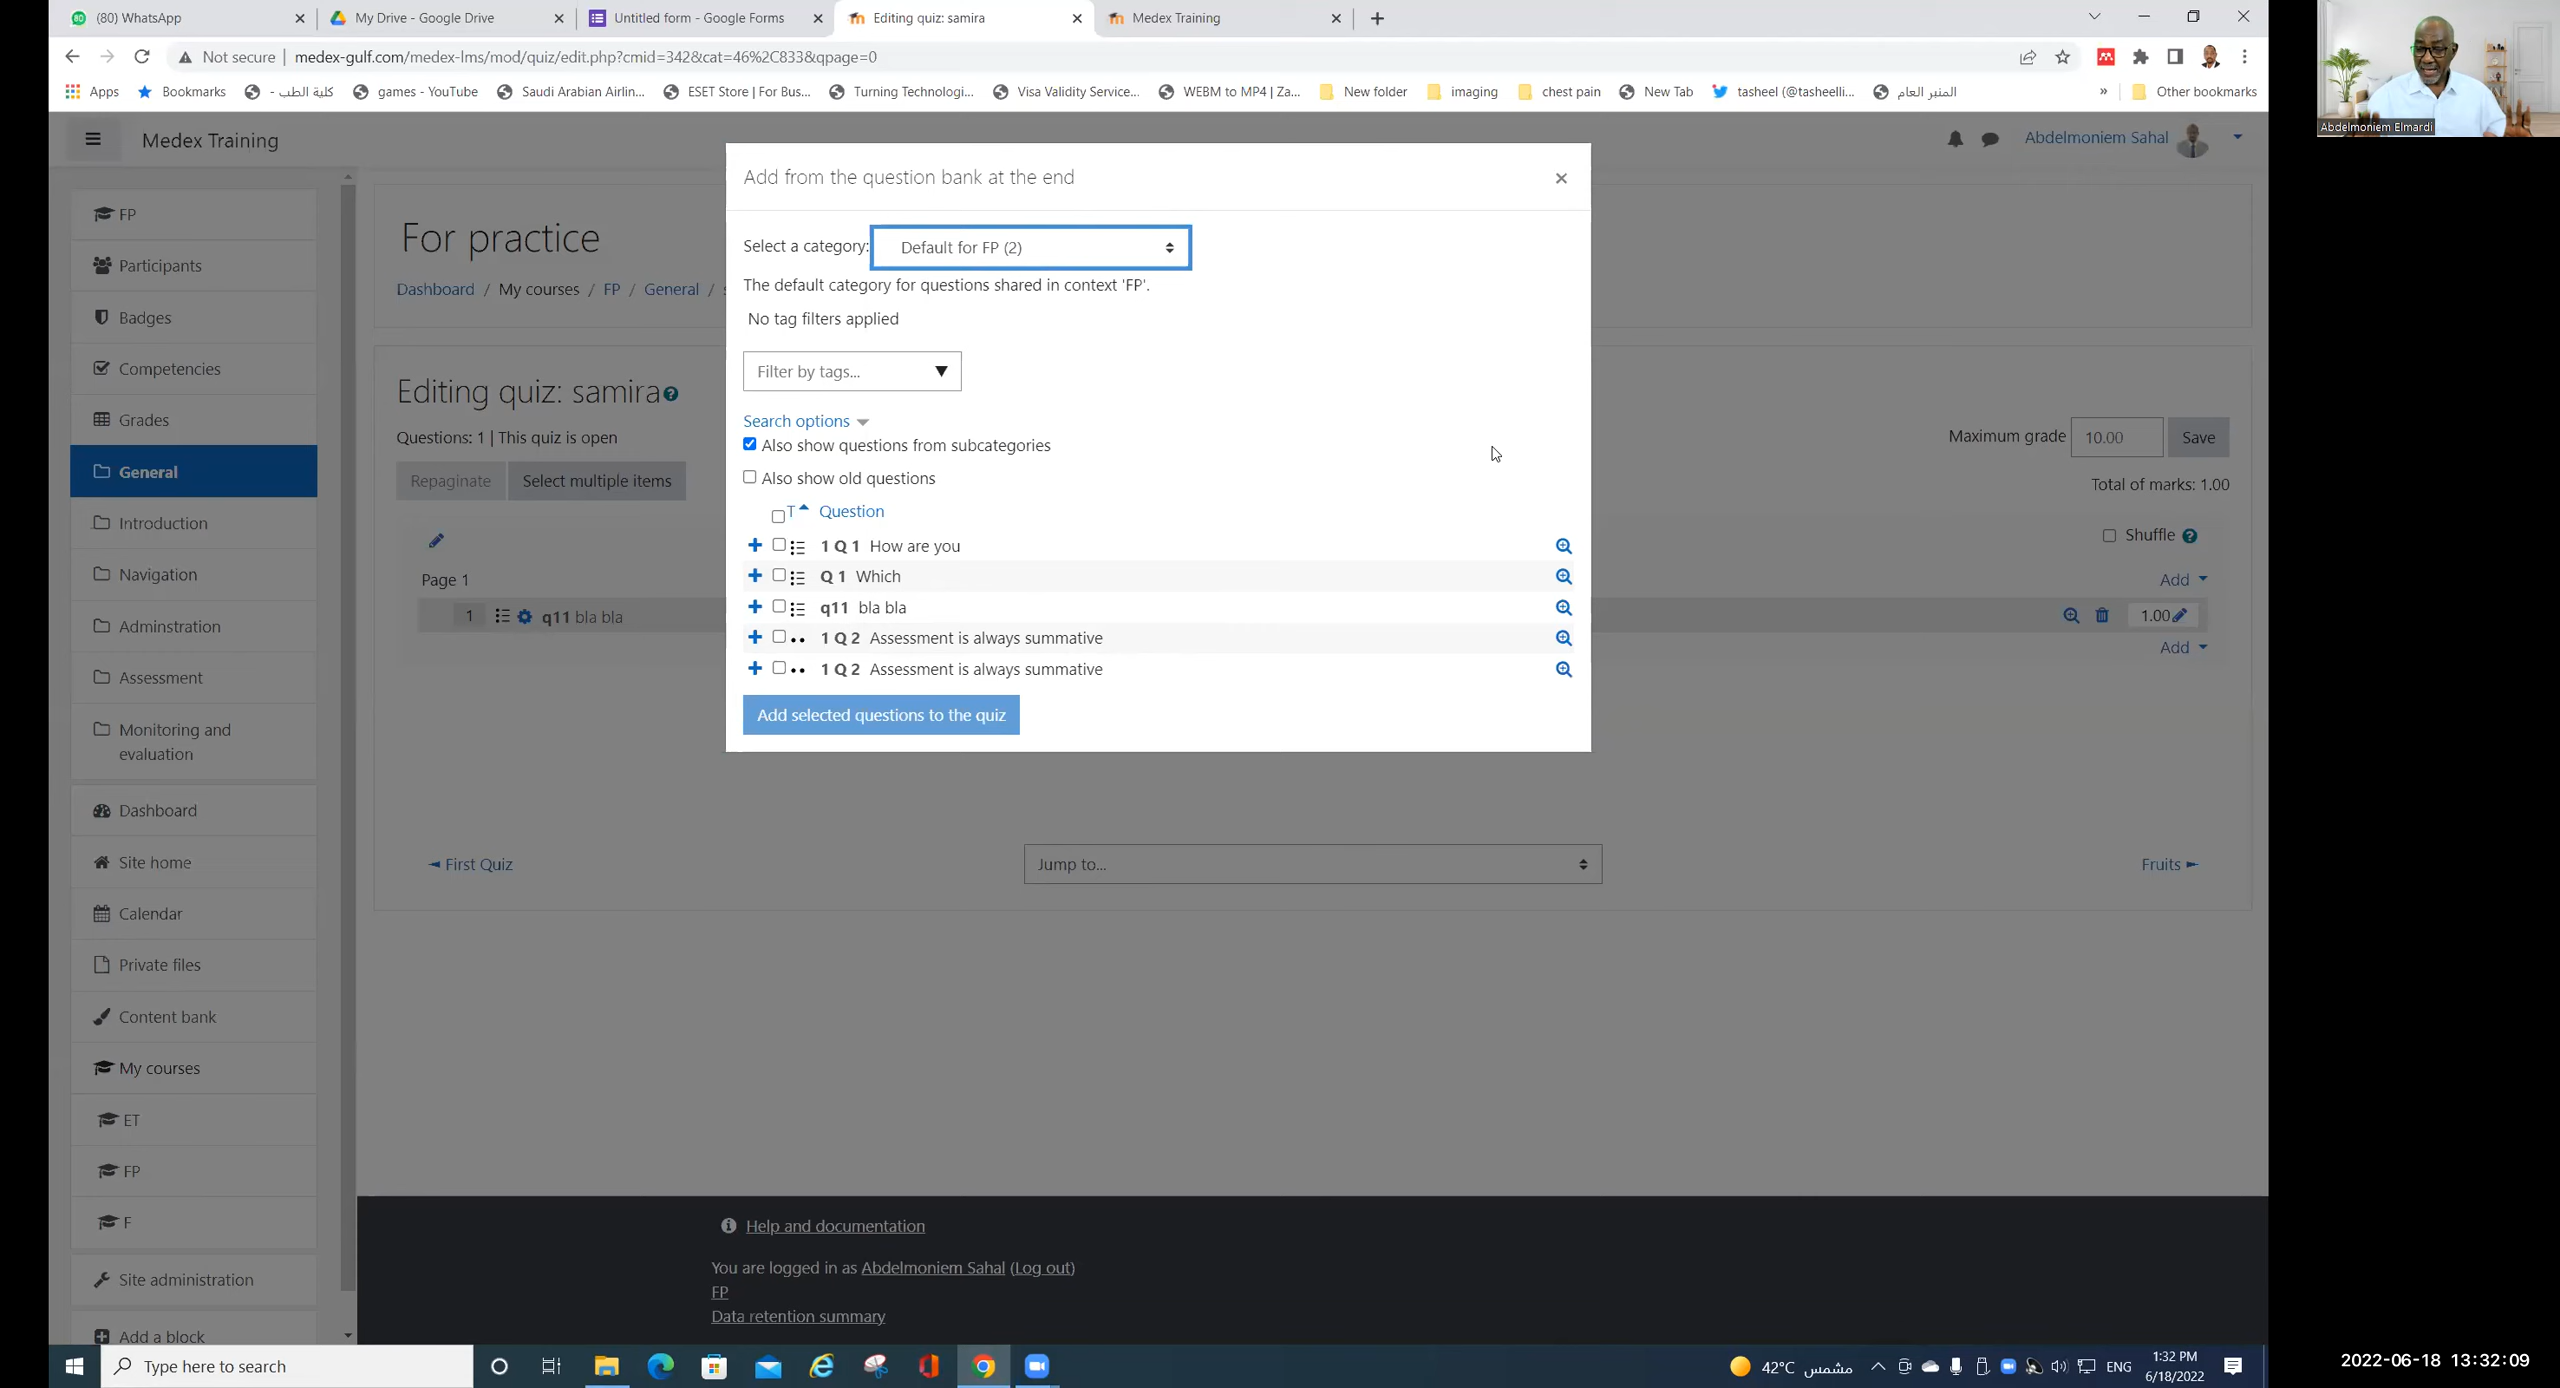 (80) WhatsApp
My Drive - Google Drive
Untitled form - Google Forms
Editing quiz: samira
Medex Training
Not secure | medex-gulf.com/medex-lms/mod/quiz/edit.php?cmid=342&cat=46%2C833&qpage=0
Apps
Bookmarks
كلية الطب - 
games - YouTube
Saudi Arabian Airlin...
ESET Store | For Bus...
Turning Technologi...
Visa Validity Service...
WEBM to MP4 | Za...
New folder
imaging
chest pain
New Tab
tasheel (@tasheelli...
المنبر العام
»
Other bookmarks
Abdelmoniem Elmardi
Medex Training
Abdelmoniem Sahal
FP
Participants
Badges
Competencies
Grades
General
Introduction
Navigation
Adminstration
Assessment
Monitoring and
evaluation
Dashboard
Site home
Calendar
Private files
Content bank
My courses
ET
FP
F
Site administration
Add a block
For practice
Dashboard / My courses / FP / General /
Editing quiz: samira
Questions: 1 | This quiz is open
Maximum grade 10.00 Save
Repaginate Select multiple items
Total of marks: 1.00
Shuffle
Page 1
Add
1 q11 bla bla
1.00
Add
Add from the question bank at the end
Select a category: Default for FP (2)
The default category for questions shared in context 'FP'.
No tag filters applied
Filter by tags... ▼
Search options
Also show questions from subcategories
Also show old questions
T Question
1 Q 1 How are you
Q 1 Which
q11 bla bla
1 Q 2 Assessment is always summative
1 Q 2 Assessment is always summative
Add selected questions to the quiz
◄ First Quiz
Jump to...
Fruits ►
Help and documentation
You are logged in as Abdelmoniem Sahal (Log out)
FP
Data retention summary
Type here to search
42°C مشمس
ENG
1:32 PM
6/18/2022
2022-06-18 13:32:09